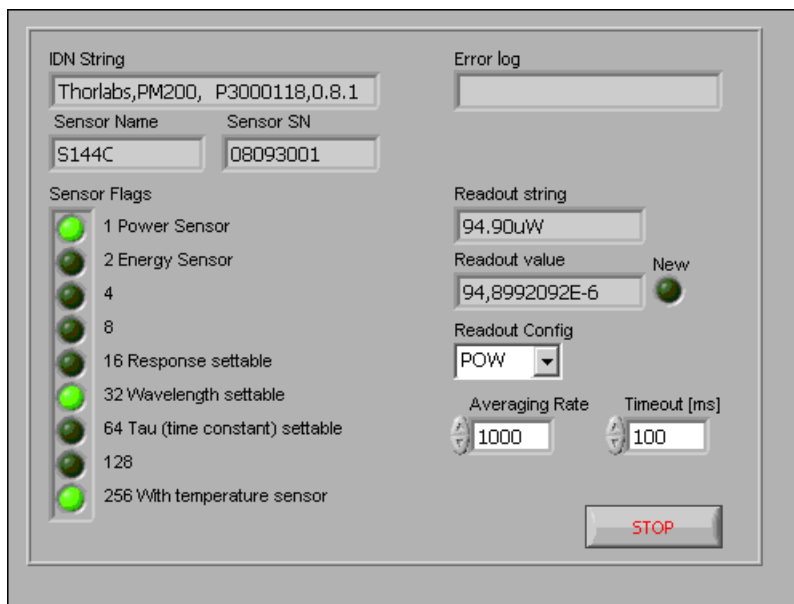 IDN String
Thorlabs,PM200, P3000118,0.8.1
Sensor Name Sensor SN
S144C 08093001
Sensor Flags
1 Power Sensor
2 Energy Sensor
4
8
16 Response settable
32 Wavelength settable
64 Tau (time constant) settable
128
256 With temperature sensor
Error log
Readout string
94.90uW
Readout value New
94,8992092E-6
Readout Config
POW
Averaging Rate Timeout [ms]
1000 100
STOP